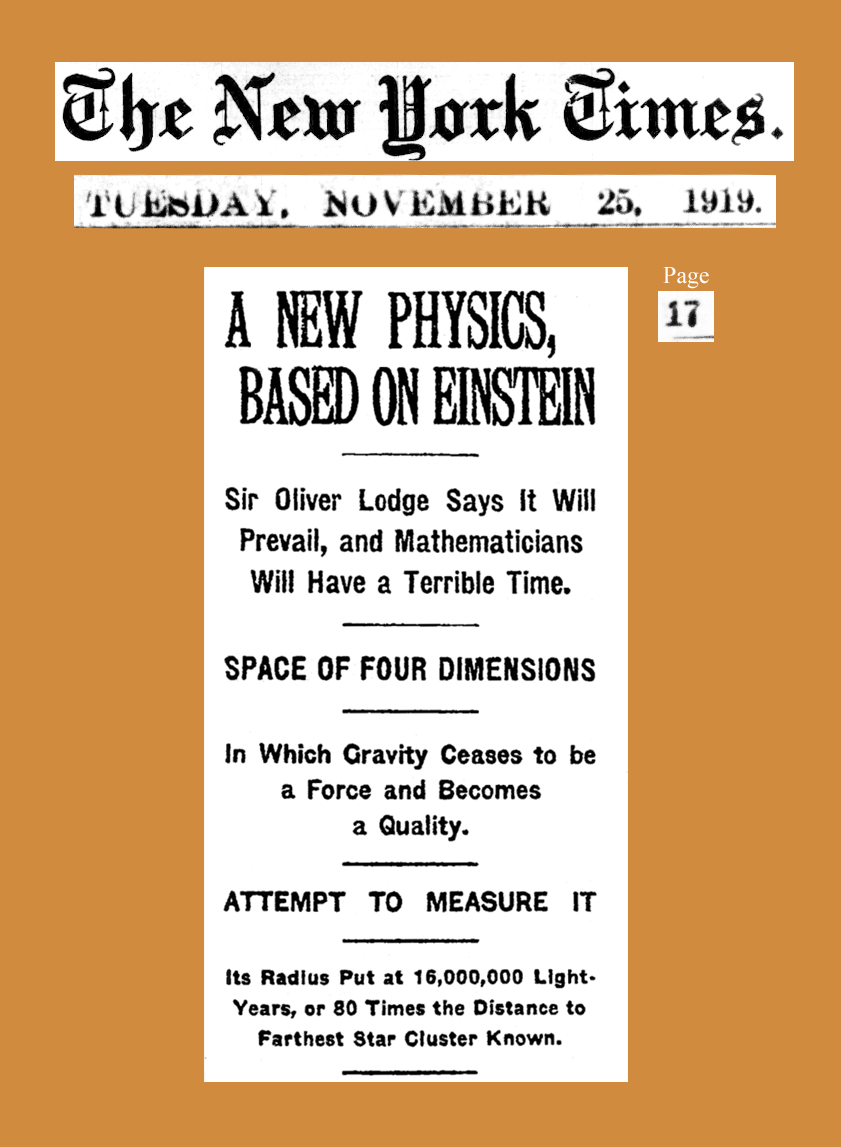 The New York Times.
TUESDAY, NOVEMBER 25, 1919.
Page
17
A NEW PHYSICS,
BASED ON EINSTEIN
Sir Oliver Lodge Says It Will
Prevail, and Mathematicians
Will Have a Terrible Time.
SPACE OF FOUR DIMENSIONS
In Which Gravity Ceases to be
a Force and Becomes
a Quality.
ATTEMPT TO MEASURE IT
Its Radius Put at 16,000,000 Light-
Years, or 80 Times the Distance to
Farthest Star Cluster Known.